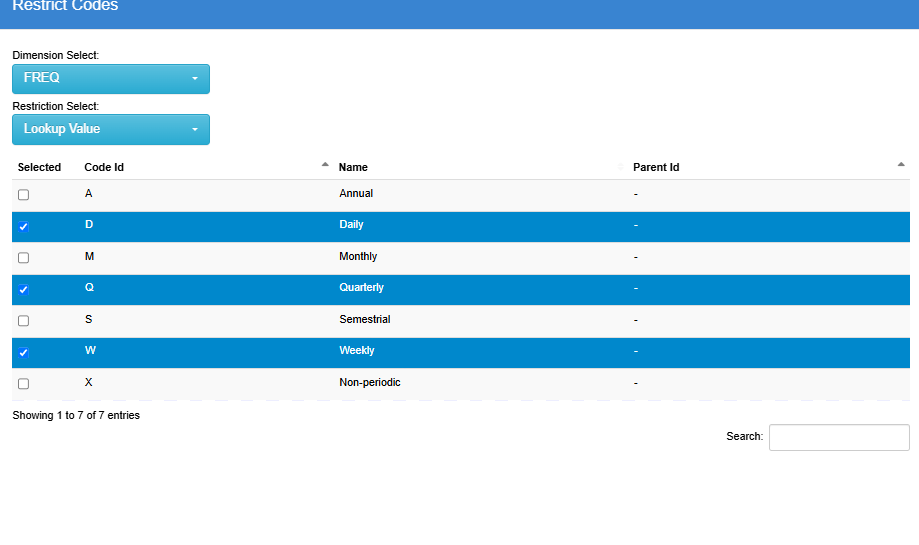 Restrict Codes
Dimension Select:
FREQ
Restriction Select:
Lookup Value
Selected Code Id Name Parent Id
A Annual -
D Daily -
M Monthly -
Q Quarterly -
S Semestrial -
W Weekly -
X Non-periodic -
Showing 1 to 7 of 7 entries
Search: